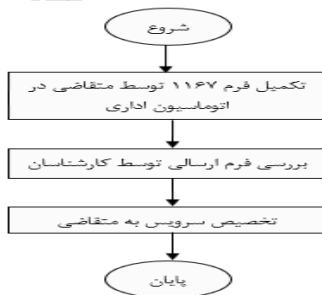 شروع
تکمیل فرم ۱۱۶۷ توسط متقاضی در
اتوماسیون اداری
بررسی فرم ارسالی توسط کارشناسان
تخصیص سرویس به متقاضی
پایان